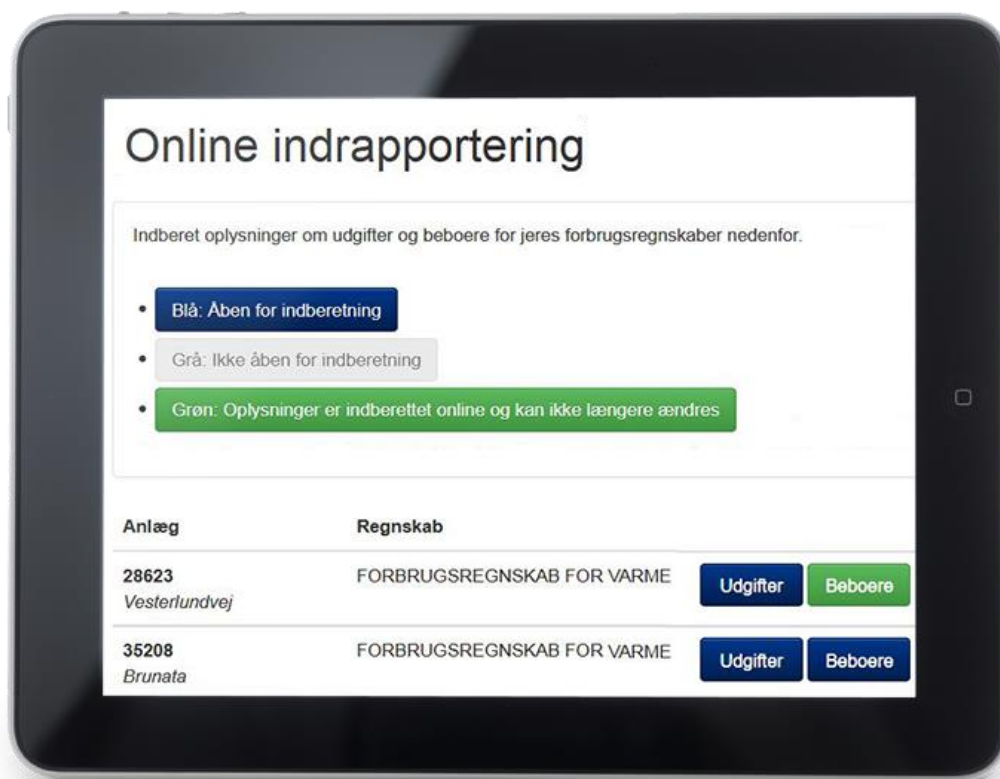 Online indrapportering
Indberet oplysninger om udgifter og beboere for jeres forbrugsregnskaber nedenfor.
Blå: Åben for indberetning
Grå: Ikke åben for indberetning
Grøn: Oplysninger er indberettet online og kan ikke længere ændres
Anlæg Regnskab
28623 FORBRUGSREGNSKAB FOR VARME Udgifter Beboere
Vesterlundvej
35208 FORBRUGSREGNSKAB FOR VARME Udgifter Beboere
Brunata